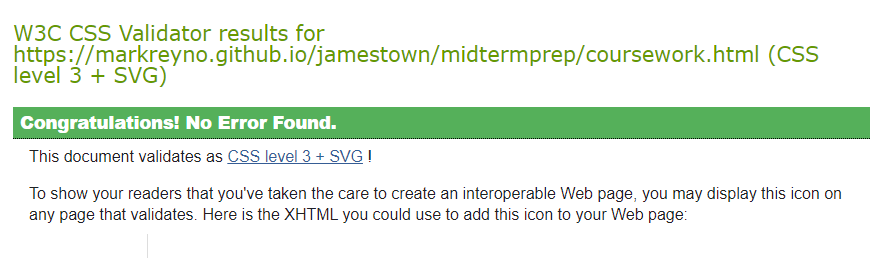 W3C CSS Validator results for
https://markreyno.github.io/jamestown/midtermprep/coursework.html (CSS
level 3 + SVG)
Congratulations! No Error Found.
This document validates as CSS level 3 + SVG !
To show your readers that you've taken the care to create an interoperable Web page, you may display this icon on
any page that validates. Here is the XHTML you could use to add this icon to your Web page: